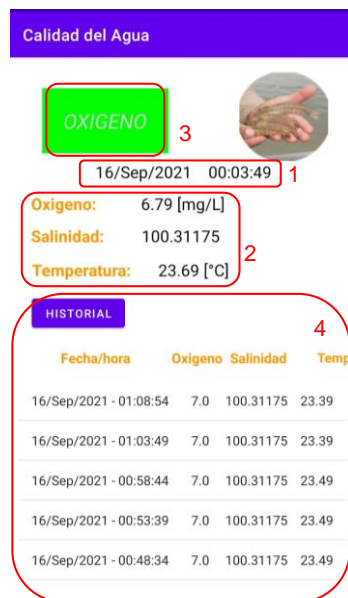 Calidad del Agua
OXIGENO
3
16/Sep/2021 00:03:49
1
Oxigeno: 6.79 [mg/L]
Salinidad: 100.31175
2
Temperatura: 23.69 [°C]
HISTORIAL
4
Fecha/hora Oxigeno Salinidad Temp
16/Sep/2021 - 01:08:54 7.0 100.31175 23.39
16/Sep/2021 - 01:03:49 7.0 100.31175 23.39
16/Sep/2021 - 00:58:44 7.0 100.31175 23.49
16/Sep/2021 - 00:53:39 7.0 100.31175 23.49
16/Sep/2021 - 00:48:34 7.0 100.31175 23.49